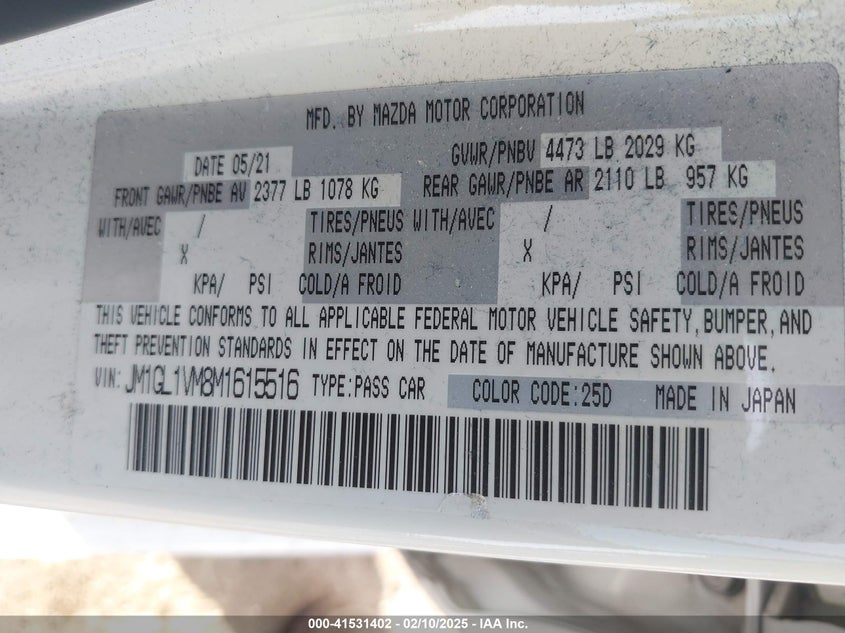 MFD. BY MAZDA MOTOR CORPORATION
DATE 05/21 GVWR/PNBV 4473 LB 2029 KG
FRONT GAWR/PNBE AV 2377 LB 1078 KG REAR GAWR/PNBE AR 2110 LB 957 KG
WITH/AVEC / TIRES/PNEUS WITH/AVEC / TIRES/PNEUS
X RIMS/JANTES X RIMS/JANTES
KPA/ PSI COLD/A FROID KPA/ PSI COLD/A FROID
THIS VEHICLE CONFORMS TO ALL APPLICABLE FEDERAL MOTOR VEHICLE SAFETY, BUMPER, AND
THEFT PREVENTION STANDARDS IN EFFECT ON THE DATE OF MANUFACTURE SHOWN ABOVE.
VIN: JM1GL1VM8M1615516 TYPE:PASS CAR COLOR CODE:25D MADE IN JAPAN
000-41531402 - 02/10/2025 - IAA Inc.